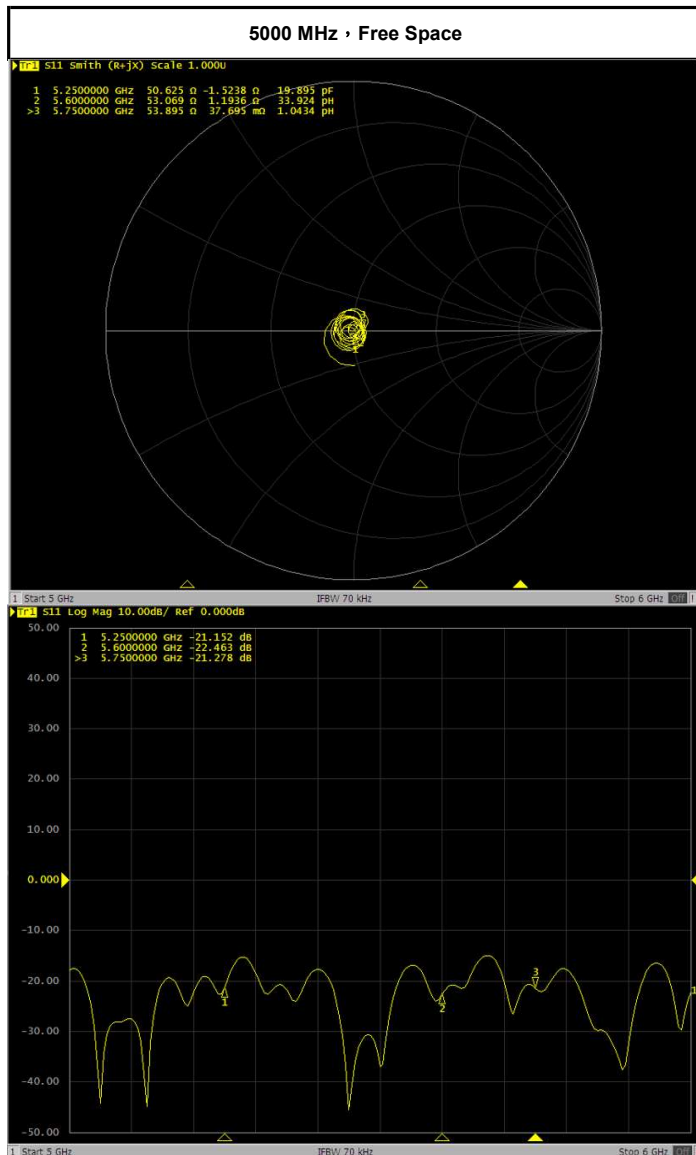 5000 MHz，Free Space
Tr1 S11 Smith (R+jX) Scale 1.000U
1 5.2500000 GHz 50.625 Ω -1.5238 Ω 19.895 pF
2 5.6000000 GHz 53.069 Ω 1.1936 Ω 33.924 pH
>3 5.7500000 GHz 53.895 Ω 37.695 mΩ 1.0434 pH
3
1
1 Start 5 GHz IFBW 70 kHz Stop 6 GHz Off !
Tr1 S11 Log Mag 10.00dB/ Ref 0.000dB
50.00
1 5.2500000 GHz -21.152 dB
2 5.6000000 GHz -22.463 dB
>3 5.7500000 GHz -21.278 dB
40.00
30.00
20.00
10.00
0.000
-10.00
-20.00
3
1
1
2
-30.00
-40.00
-50.00
1 Start 5 GHz IFBW 70 kHz Stop 6 GHz Off